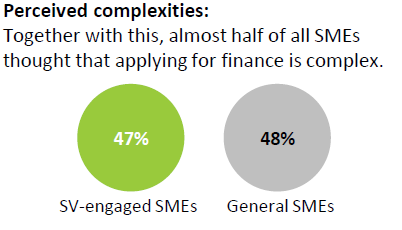 Perceived complexities:
Together with this, almost half of all SMEs
thought that applying for finance is complex.
47%
48%
SV-engaged SMEs
General SMEs